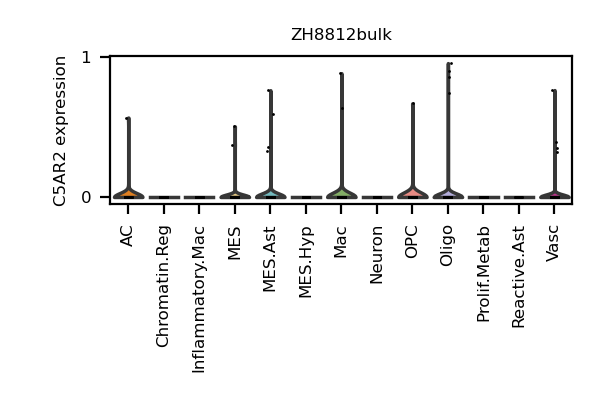 ZH8812bulk
C5AR2 expression
1
0
AC
Chromatin.Reg
Inflammatory.Mac
MES
MES.Ast
MES.Hyp
Mac
Neuron
OPC
Oligo
Prolif.Metab
Reactive.Ast
Vasc